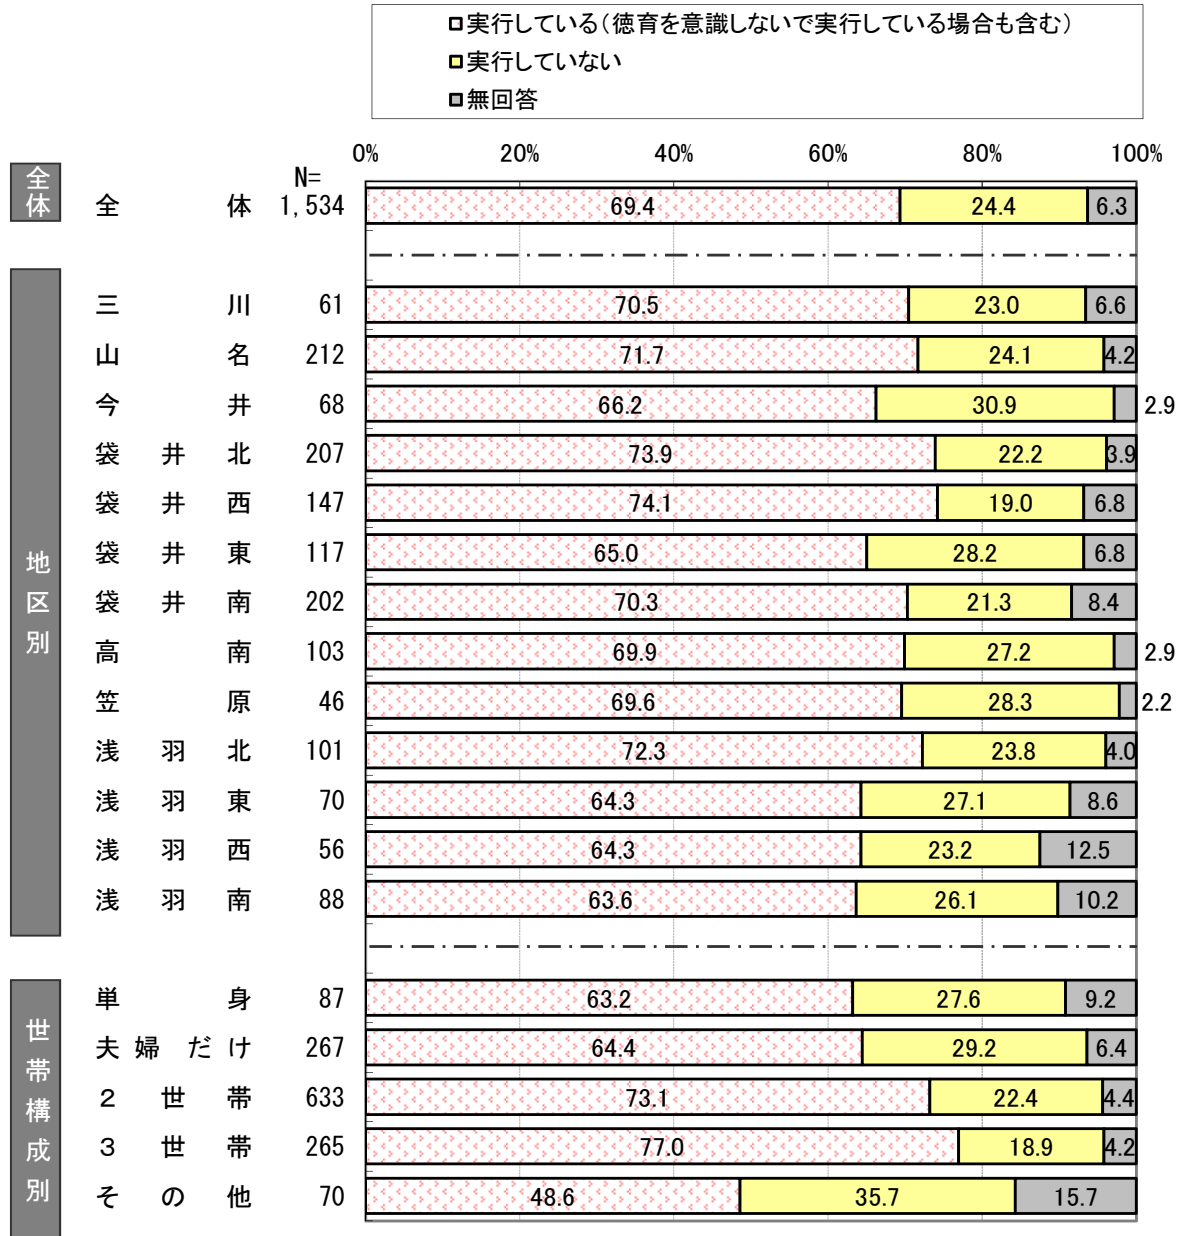 実行している(徳育を意識しないで実行している場合も含む)
実行していない
無回答
0% 20% 40% 60% 80% 100%
N=
全体
全体 1,534 69.4 24.4 6.3
地区別
三川 61 70.5 23.0 6.6
山名 212 71.7 24.1 4.2
今井 68 66.2 30.9 2.9
袋井北 207 73.9 22.2 3.9
袋井西 147 74.1 19.0 6.8
袋井東 117 65.0 28.2 6.8
袋井南 202 70.3 21.3 8.4
高南 103 69.9 27.2 2.9
笠原 46 69.6 28.3 2.2
浅羽北 101 72.3 23.8 4.0
浅羽東 70 64.3 27.1 8.6
浅羽西 56 64.3 23.2 12.5
浅羽南 88 63.6 26.1 10.2
世帯構成別
単身 87 63.2 27.6 9.2
夫婦だけ 267 64.4 29.2 6.4
2世帯 633 73.1 22.4 4.4
3世帯 265 77.0 18.9 4.2
その他 70 48.6 35.7 15.7